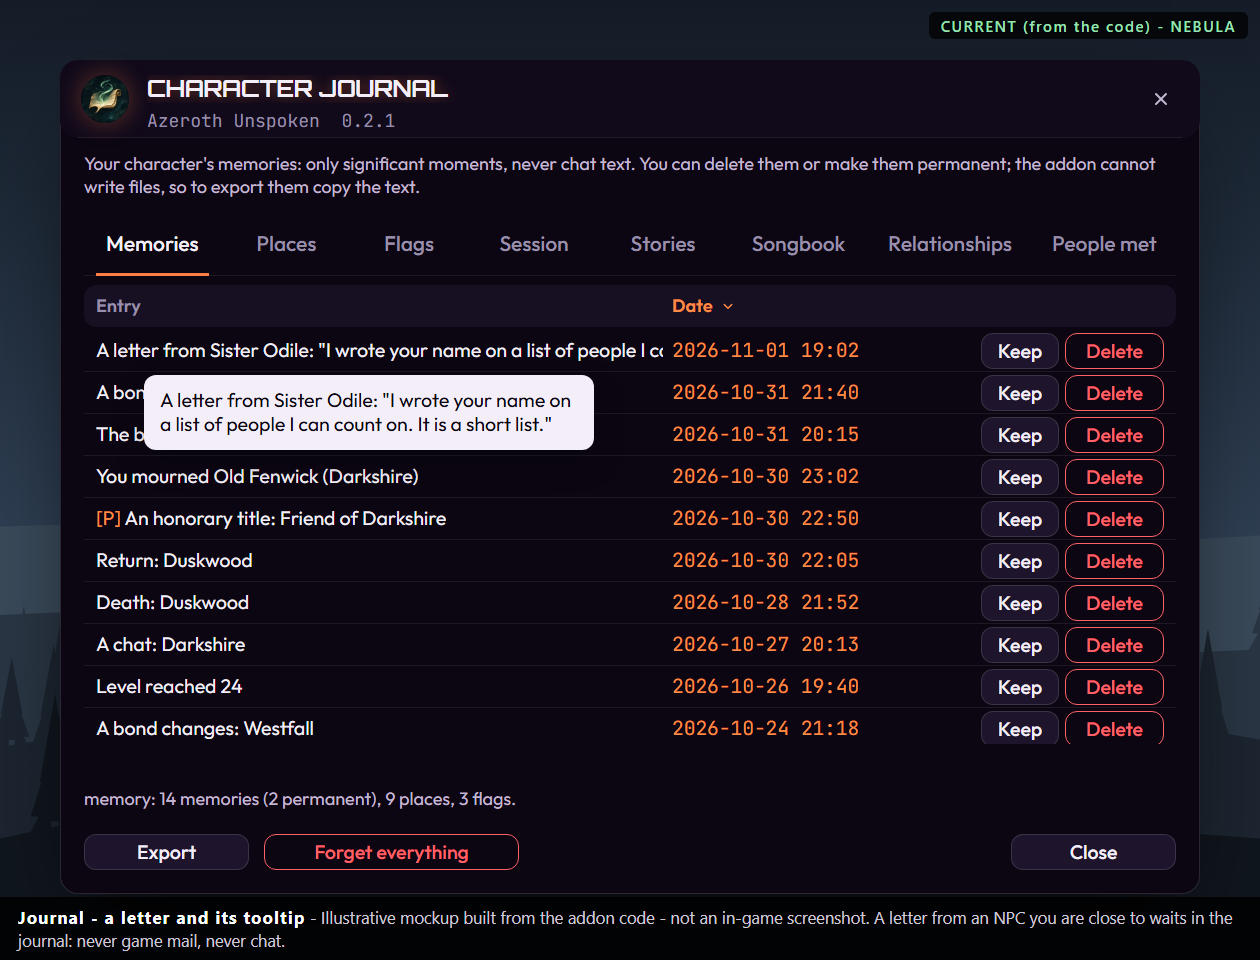 CURRENT (from the code) - NEBULA
CHARACTER JOURNAL
Azeroth Unspoken 0.2.1
Your character's memories: only significant moments, never chat text. You can delete them or make them permanent; the addon cannot
write files, so to export them copy the text.
Memories Places Flags Session Stories Songbook Relationships People met
Entry Date
A letter from Sister Odile: "I wrote your name on a list of people I 2026-11-01 19:02 Keep Delete
A 2026-10-31 21:40 Keep Delete
A letter from Sister Odile: "I wrote your name on
a list of people I can count on. It is a short list."
The 2026-10-31 20:15 Keep Delete
You mourned Old Fenwick (Darkshire) 2026-10-30 23:02 Keep Delete
[P] An honorary title: Friend of Darkshire 2026-10-30 22:50 Keep Delete
Return: Duskwood 2026-10-30 22:05 Keep Delete
Death: Duskwood 2026-10-28 21:52 Keep Delete
A chat: Darkshire 2026-10-27 20:13 Keep Delete
Level reached 24 2026-10-26 19:40 Keep Delete
A bond changes: Westfall 2026-10-24 21:18 Keep Delete
memory: 14 memories (2 permanent), 9 places, 3 flags.
Export Forget everything Close
Journal - a letter and its tooltip - Illustrative mockup built from the addon code - not an in-game screenshot. A letter from an NPC you are close to waits in the
journal: never game mail, never chat.